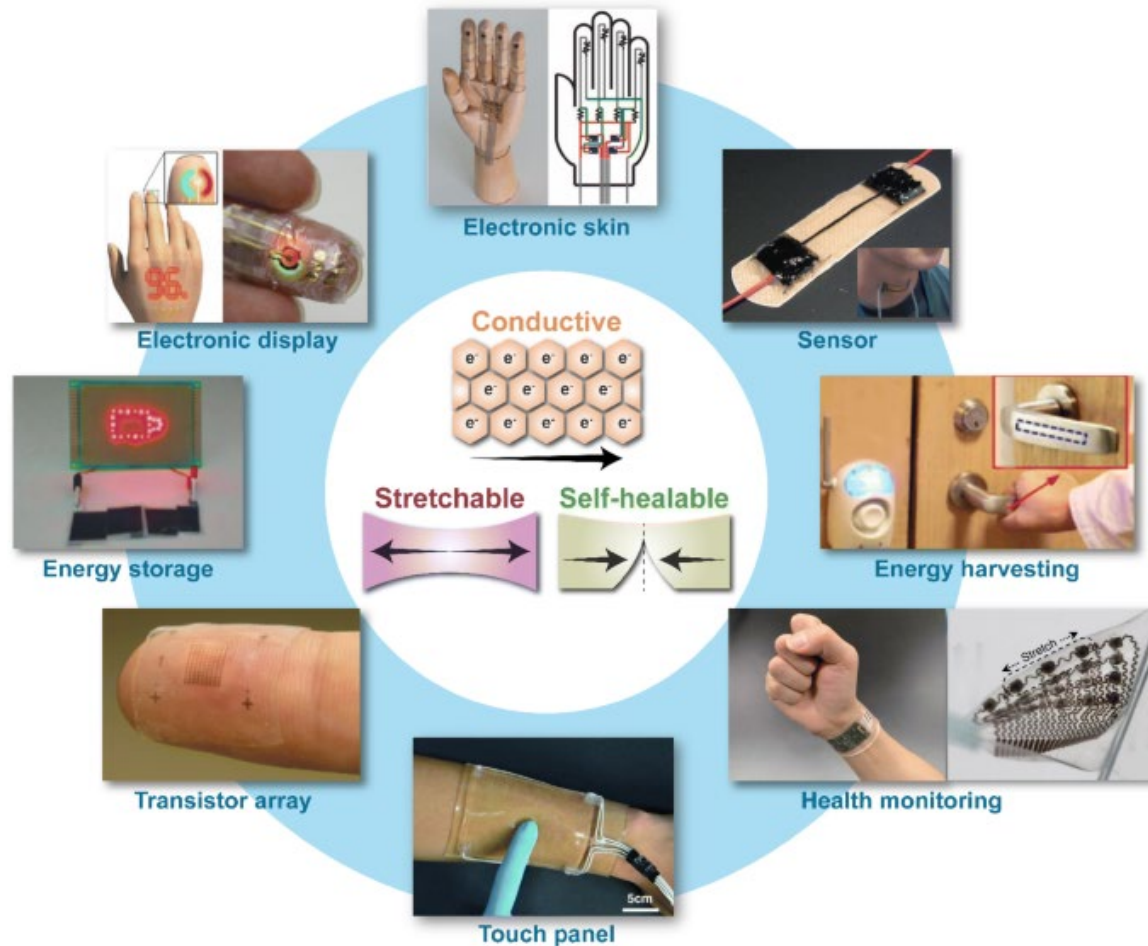 Electronic skin
Electronic display
96
Sensor
Conductive
e⁻ e⁻ e⁻ e⁻ e⁻
e⁻ e⁻ e⁻ e⁻
e⁻ e⁻ e⁻ e⁻ e⁻
Stretchable
Self-healable
Energy storage
Energy harvesting
Transistor array
Stretch
Health monitoring
5cm
Touch panel